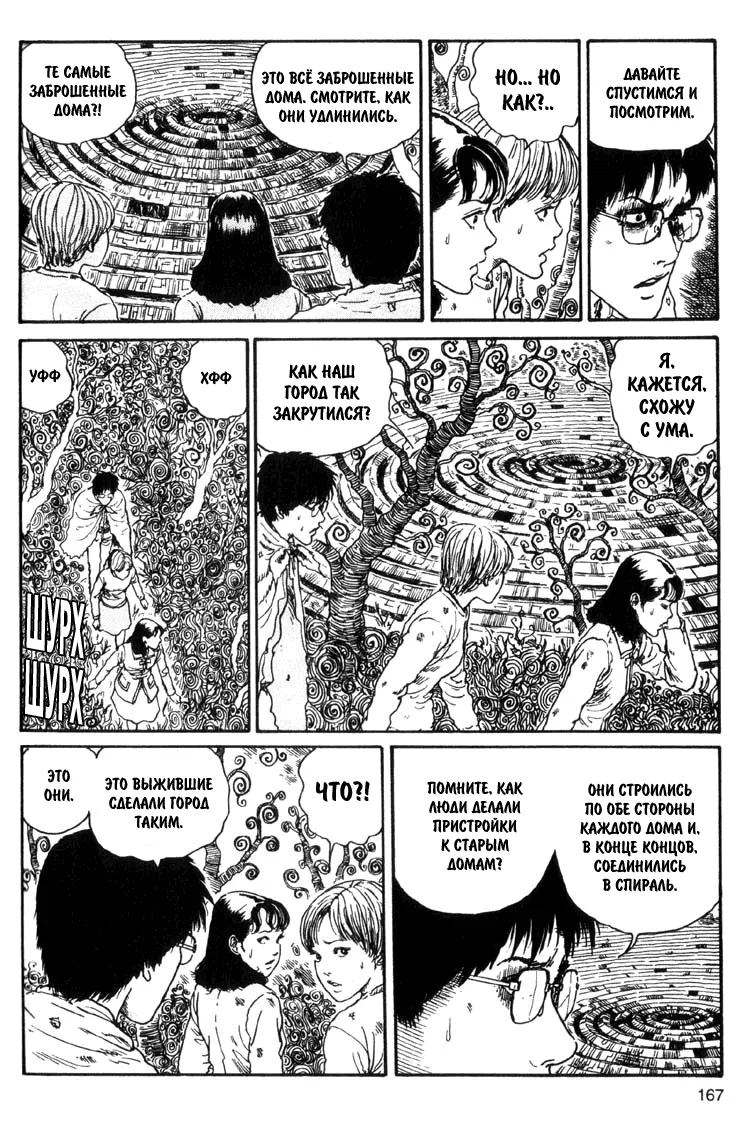 ТЕ САМЫЕ
ЗАБРОШЕННЫЕ
ДОМА?!
ЭТО ВСЁ ЗАБРОШЕННЫЕ
ДОМА. СМОТРИТЕ, КАК
ОНИ УДЛИНИЛИСЬ.
НО... НО
КАК?..
ДАВАЙТЕ
СПУСТИМСЯ И
ПОСМОТРИМ.
УФФ
ХФФ
ШУРХ
ШУРХ
КАК НАШ
ГОРОД ТАК
ЗАКРУТИЛСЯ?
Я,
КАЖЕТСЯ,
СХОЖУ
С УМА.
ЭТО
ОНИ.
ЭТО ВЫЖИВШИЕ
СДЕЛАЛИ ГОРОД
ТАКИМ.
ЧТО?!
ПОМНИТЕ, КАК
ЛЮДИ ДЕЛАЛИ
ПРИСТРОЙКИ
К СТАРЫМ
ДОМАМ?
ОНИ СТРОИЛИСЬ
ПО ОБЕ СТОРОНЫ
КАЖДОГО ДОМА И,
В КОНЦЕ КОНЦОВ,
СОЕДИНИЛИСЬ
В СПИРАЛЬ.
167